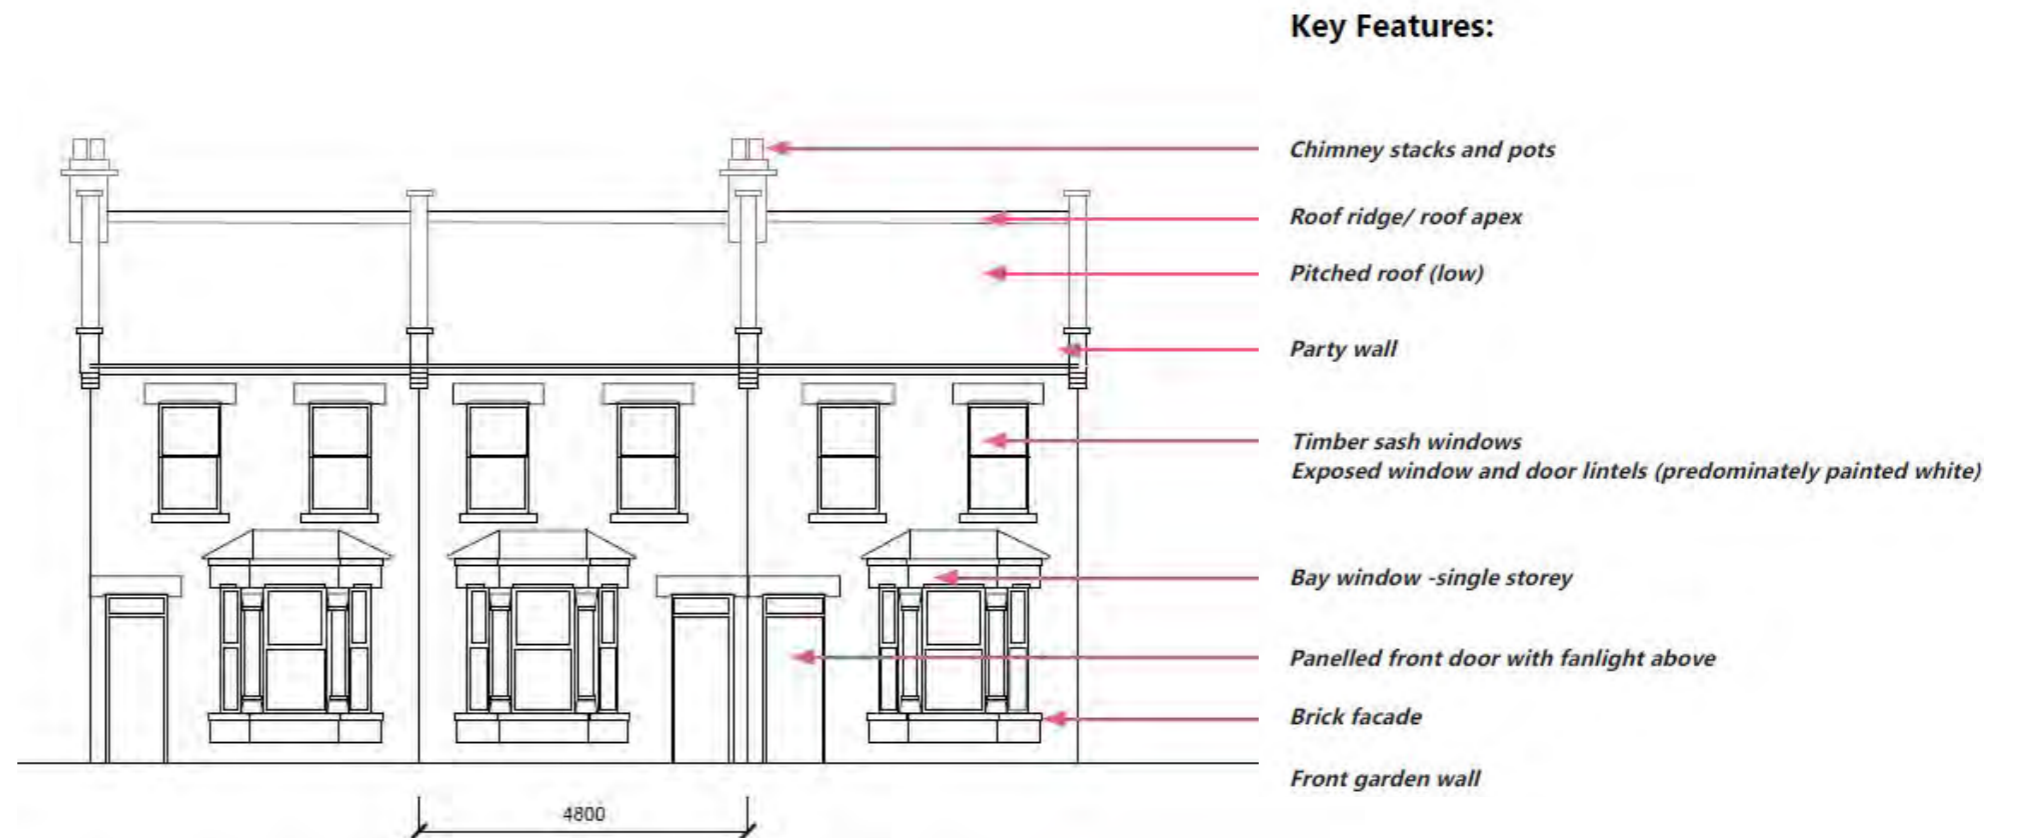 Key Features:
Chimney stacks and pots
Roof ridge/ roof apex
Pitched roof (low)
Party wall
Timber sash windows
Exposed window and door lintels (predominately painted white)
Bay window -single storey
Panelled front door with fanlight above
Brick facade
Front garden wall
4800